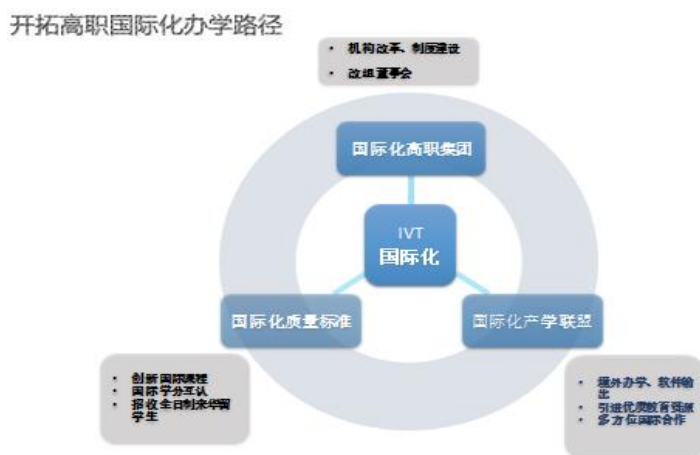 开拓高职国际化办学路径
• 机构改革、制度建设
• 改组董事会
国际化高职集团
IVT
国际化
国际化质量标准
国际化产学联盟
• 创新国际课程
• 国际学分互认
• 招收全日制来华留
学生
• 境外办学、软件输
出
• 引进优质教育资源
• 多方位国际合作